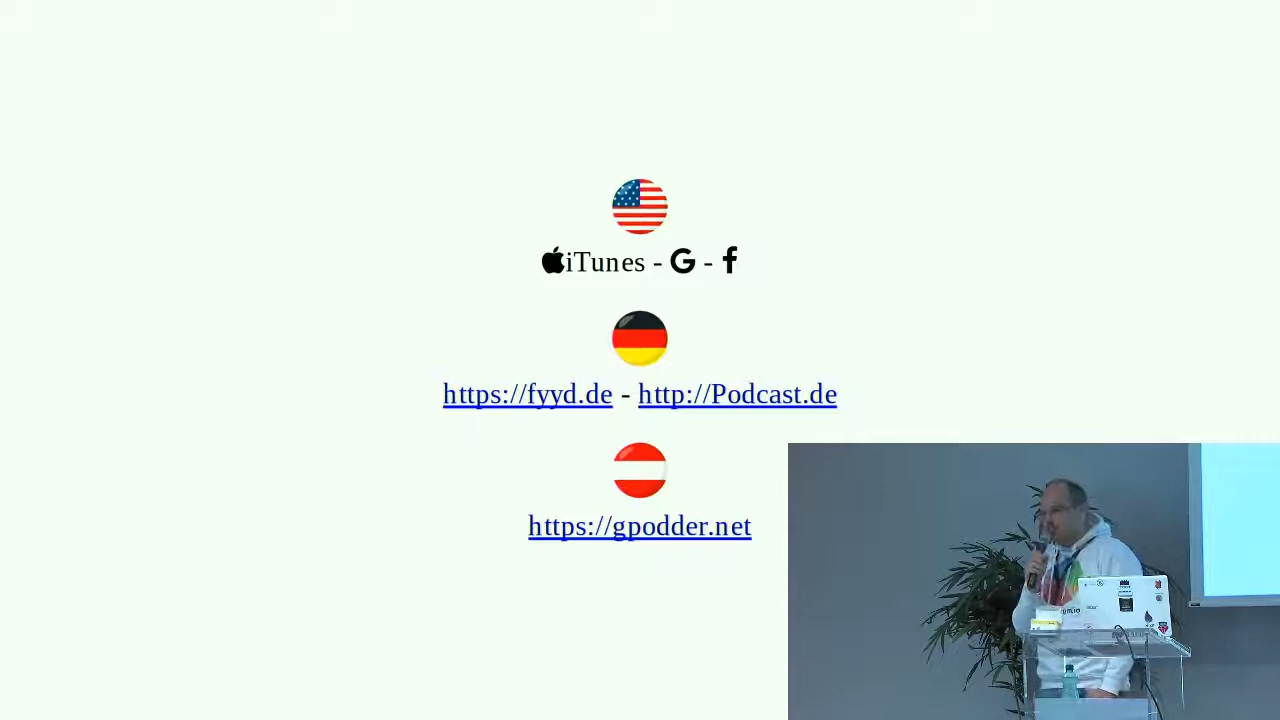 iTunes - G - f
https://fyyd.de - http://Podcast.de
https://gpodder.net